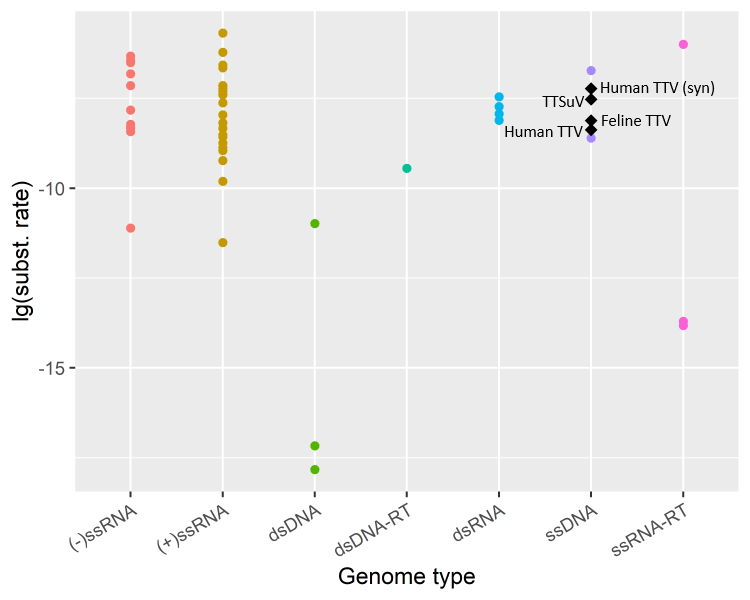 Human TTV (syn)
TTSuV
Feline TTV
Human TTV
-10
-15
lg(subst. rate)
(-)ssRNA
(+)ssRNA
dsDNA
dsDNA-RT
dsRNA
ssDNA
ssRNA-RT
Genome type